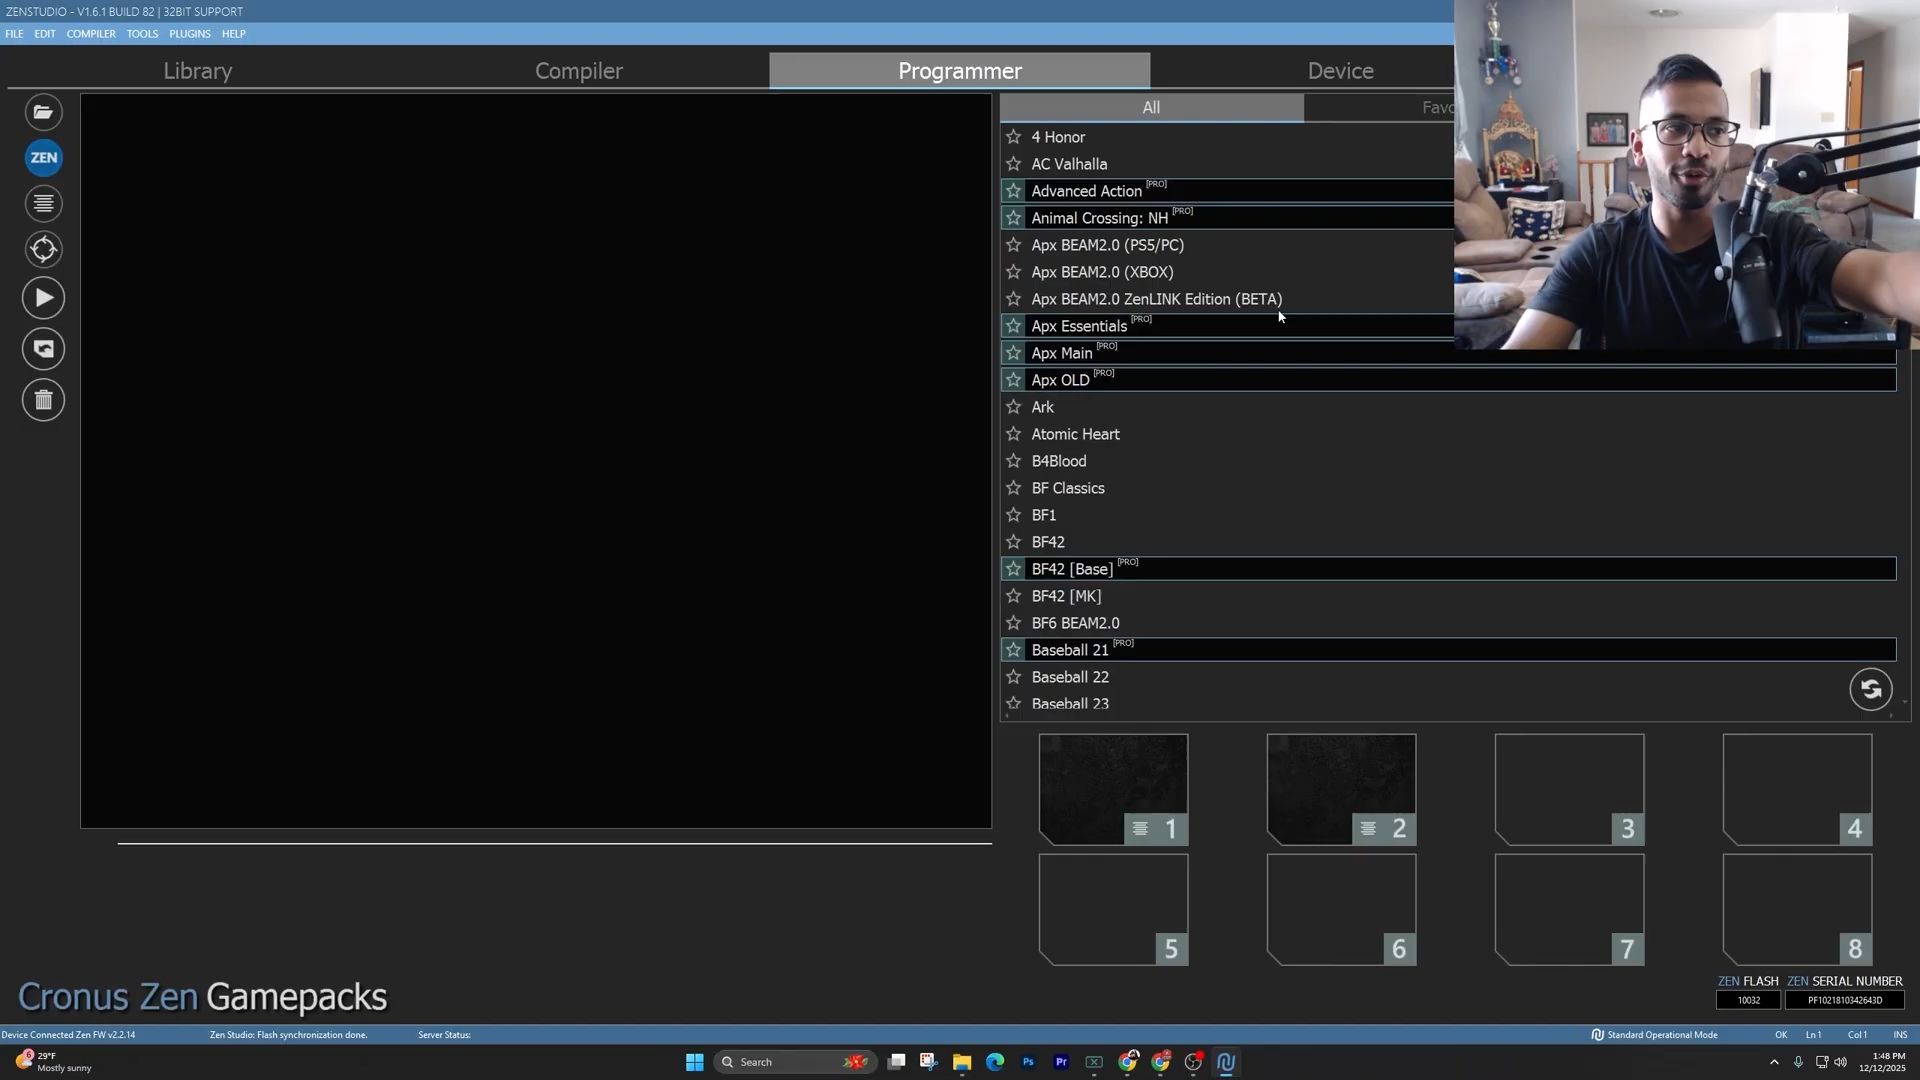 ZENSTUDIO - V1.6.1 BUILD 82 | 32BIT SUPPORT
FILE EDIT COMPILER TOOLS PLUGINS HELP
Library Compiler Programmer Device
All Favo
ZEN
4 Honor
AC Valhalla
Advanced Action [PRO]
Animal Crossing: NH [PRO]
Apx BEAM2.0 (PS5/PC)
Apx BEAM2.0 (XBOX)
Apx BEAM2.0 ZenLINK Edition (BETA)
Apx Essentials [PRO]
Apx Main [PRO]
Apx OLD [PRO]
Ark
Atomic Heart
B4Blood
BF Classics
BF1
BF42
BF42 [Base] [PRO]
BF42 [MK]
BF6 BEAM2.0
Baseball 21 [PRO]
Baseball 22
Baseball 23
1 2 3 4
5 6 7 8
Cronus Zen Gamepacks
ZEN FLASH ZEN SERIAL NUMBER
10032 PF1021810342643D
Device Connected Zen FW v2.2.14 Zen Studio: Flash synchronization done. Server Status: Standard Operational Mode OK Ln1 Col1 INS
29°F
Mostly sunny
Search
Ps Pr
1:48 PM
12/12/2025